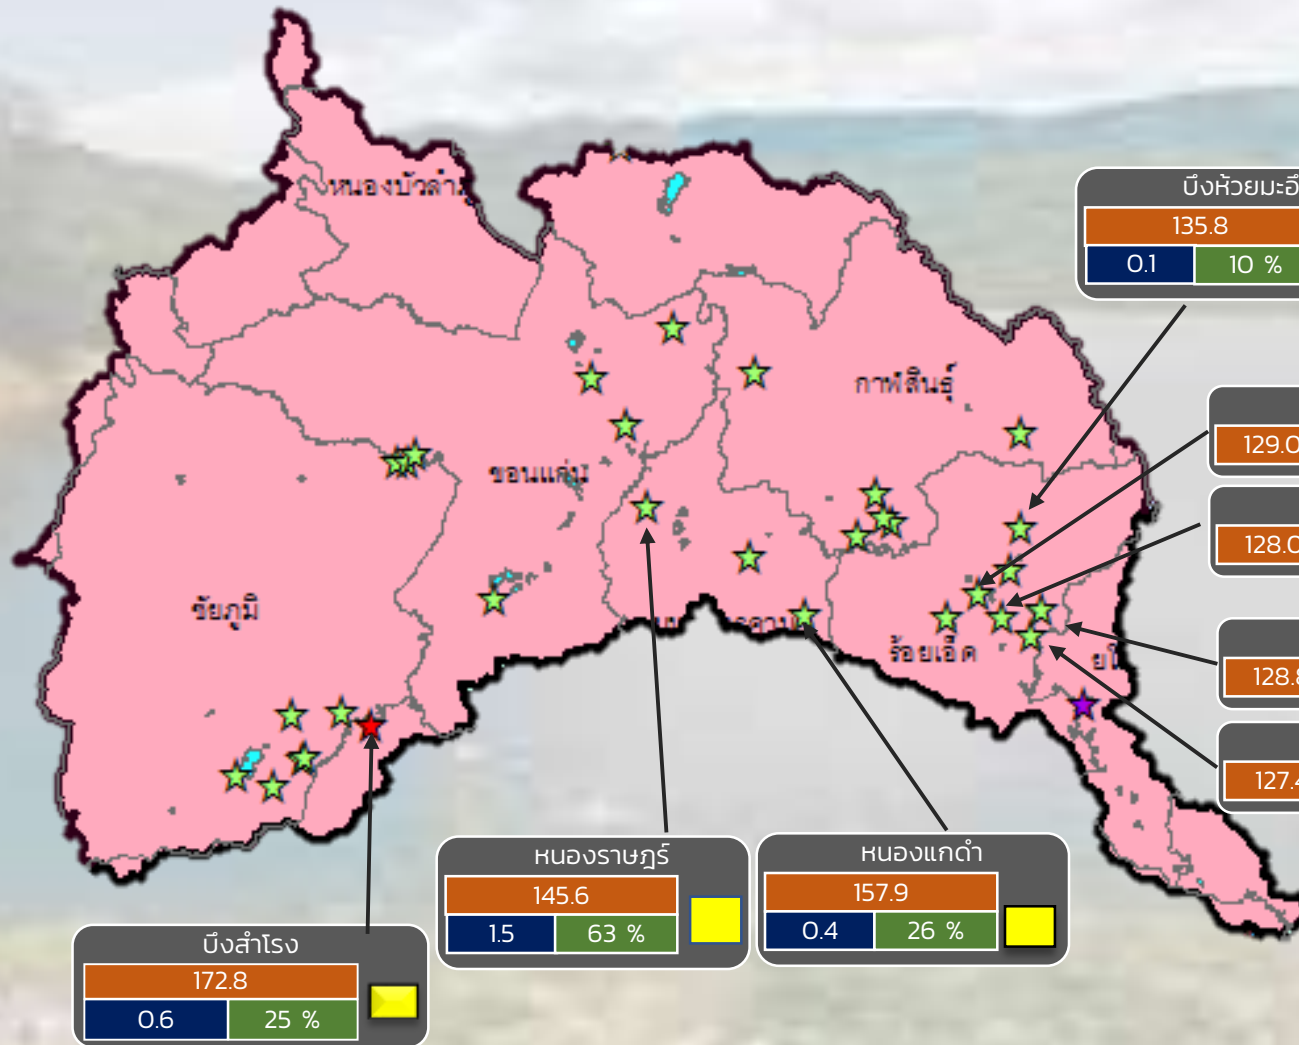 หนองบัวลำภู
บึงห้วยมะอึ
135.8
0.1 10 %
กาฬสินธุ์
129.0
ขอนแก่น
128.0
ชัยภูมิ
ร้อยเอ็ด
128.8
127.4
หนองราษฎร์
145.6
1.5 63 %
หนองแกดำ
157.9
0.4 26 %
บึงสำโรง
172.8
0.6 25 %